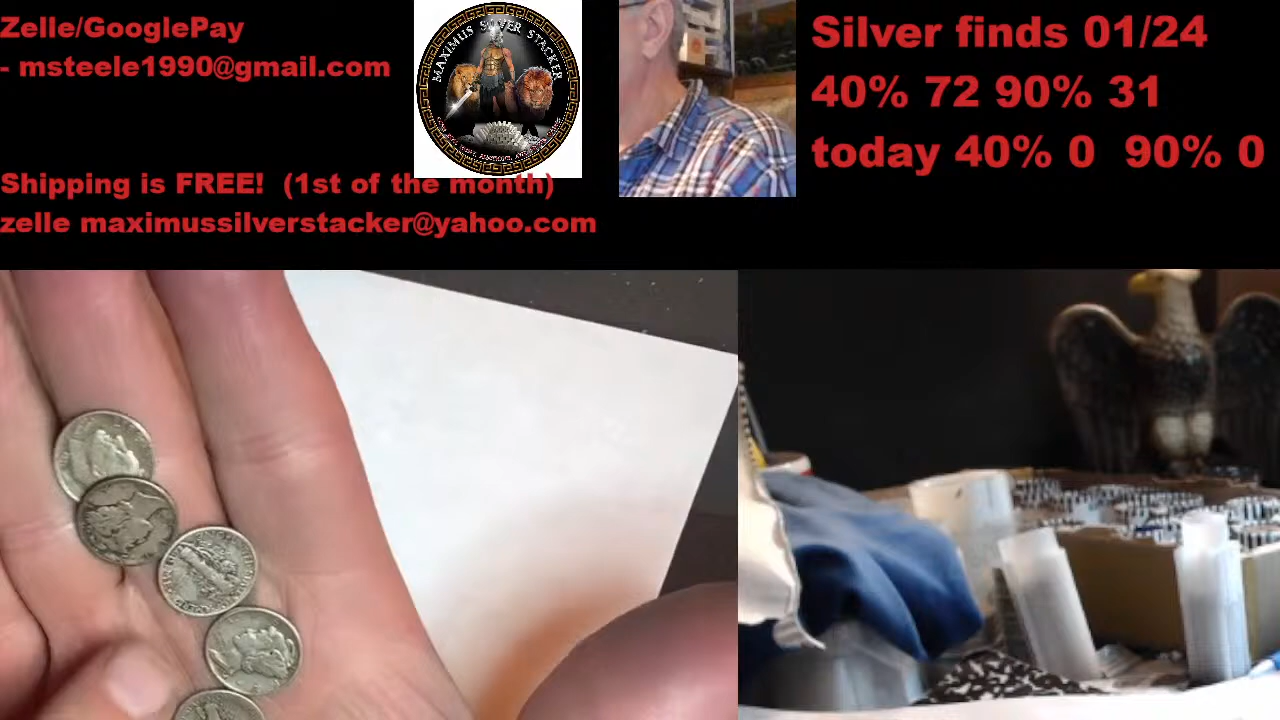 Zelle/GooglePay
- msteele1990@gmail.com
MAXIMUS SILVER STACKER
Shipping is FREE! (1st of the month)
zelle maximussilverstacker@yahoo.com
Silver finds 01/24
40% 72 90% 31
today 40% 0 90% 0